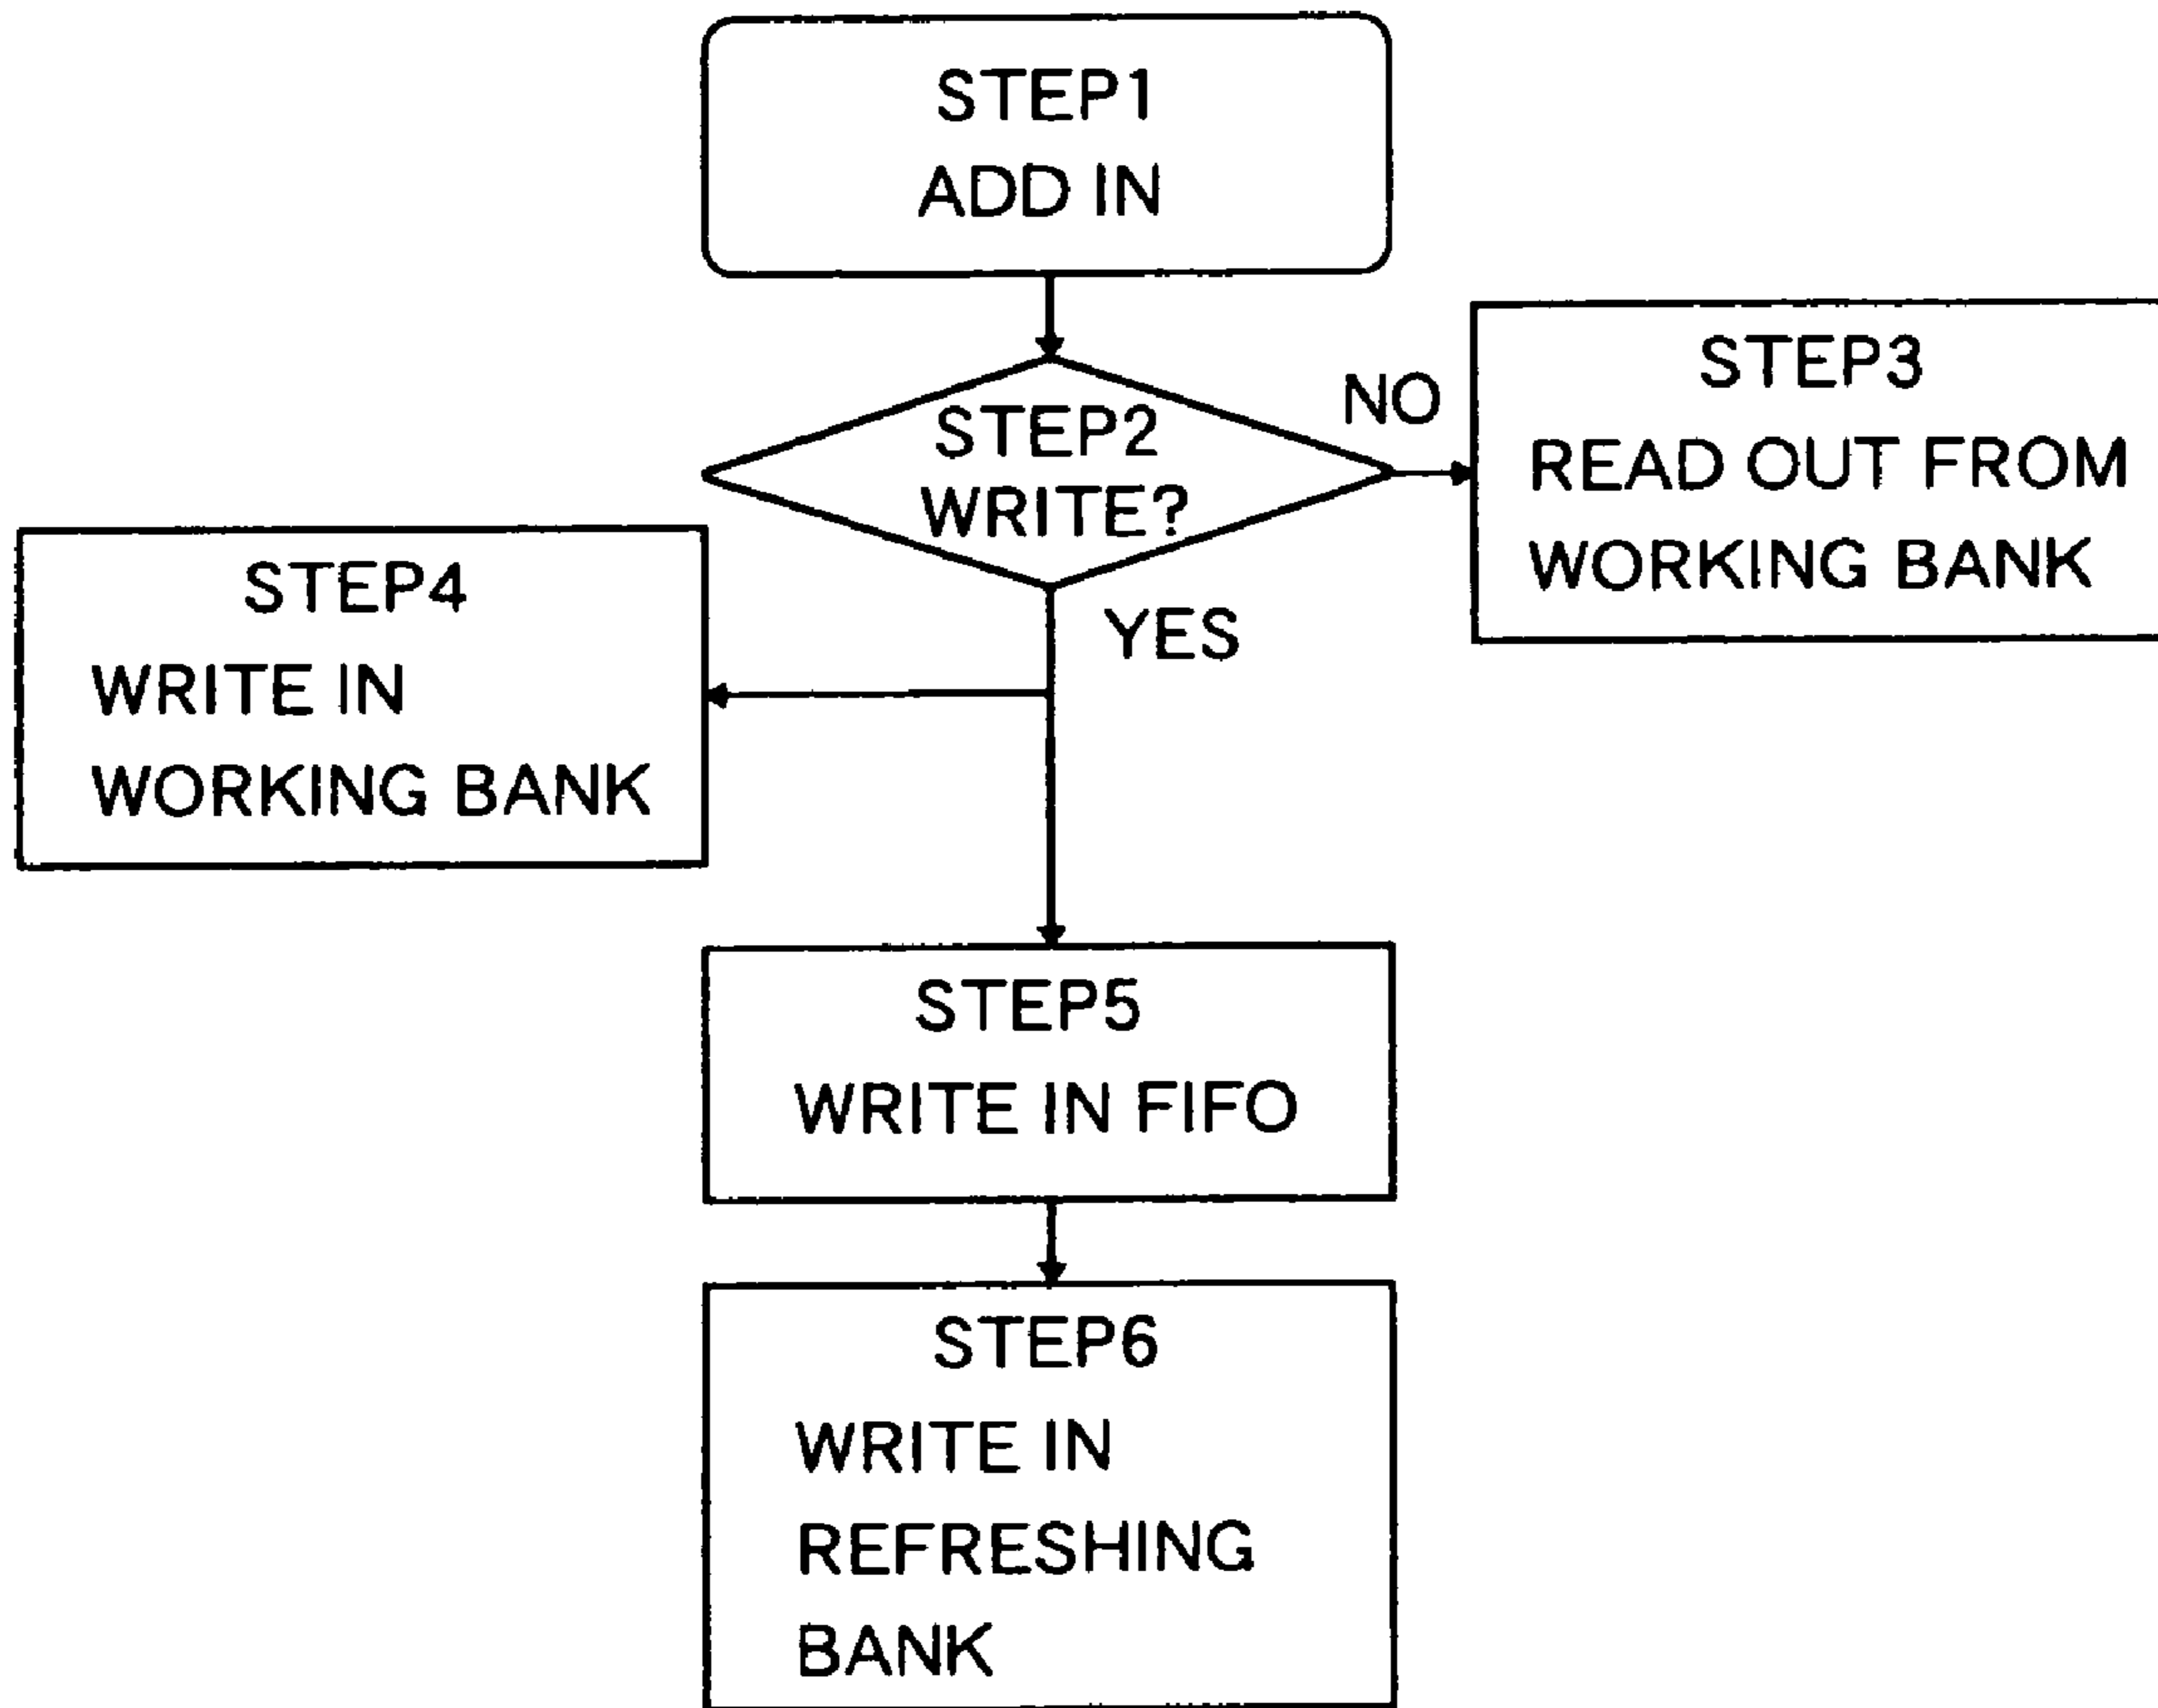 STEP1
ADD IN
STEP2
WRITE?
NO
STEP3
READ OUT FROM
WORKING BANK
YES
STEP4
WRITE IN
WORKING BANK
STEP5
WRITE IN FIFO
STEP6
WRITE IN
REFRESHING
BANK